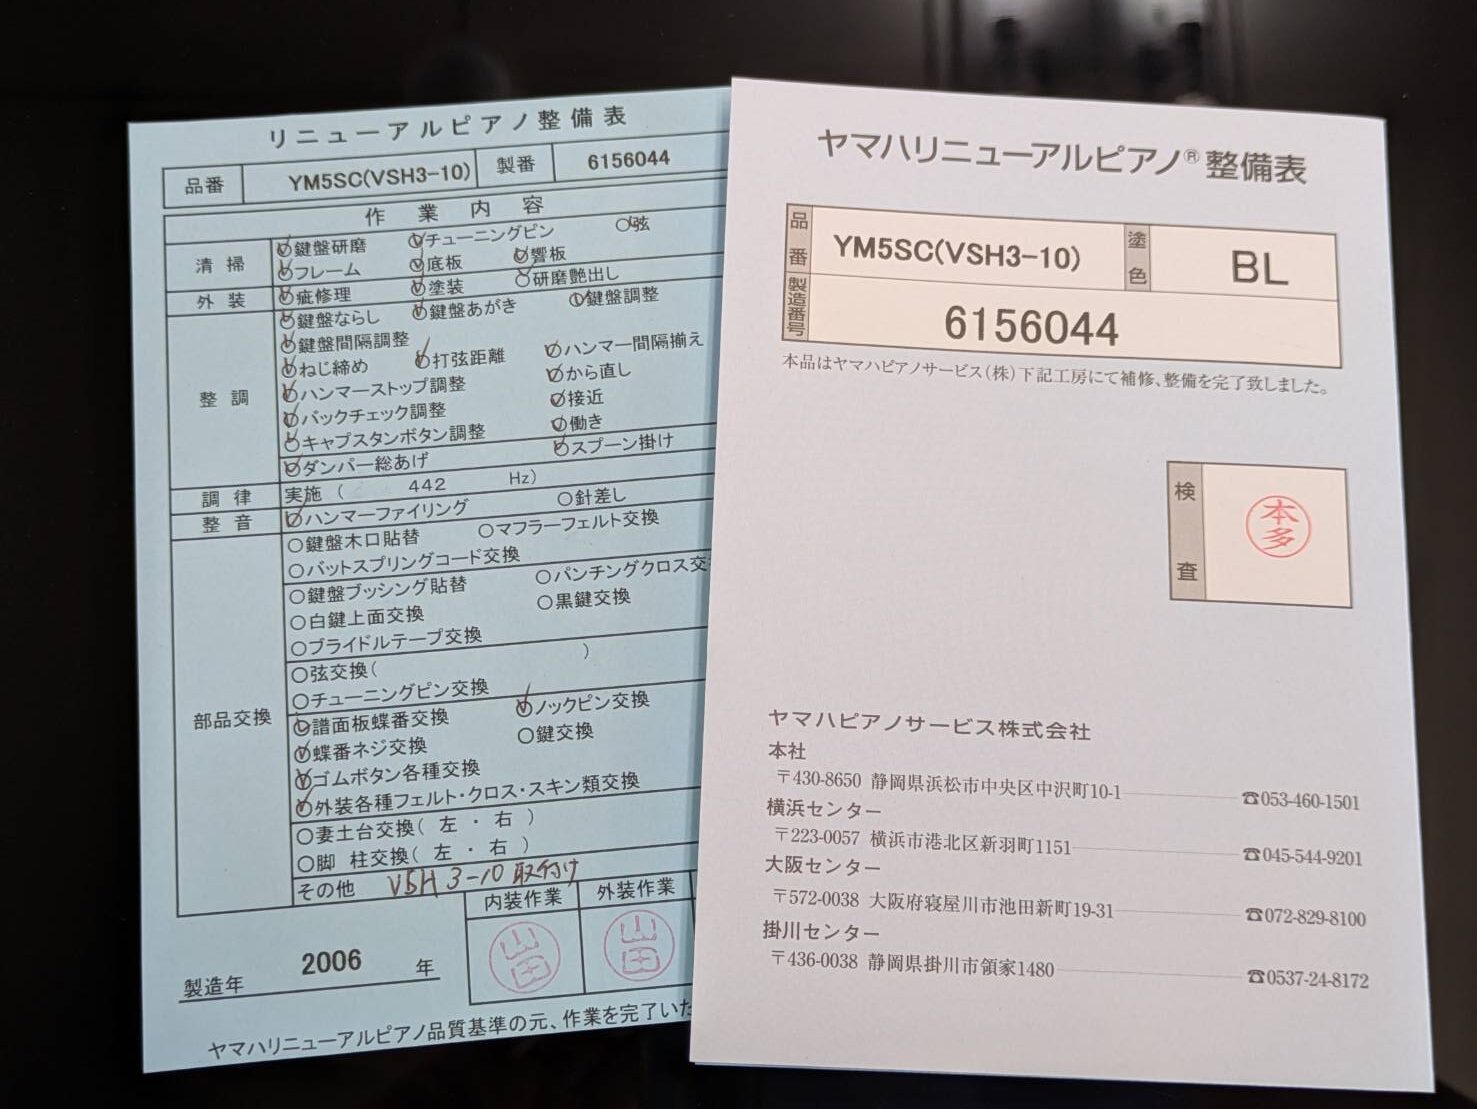 リニューアルピアノ整備表
品番 YM5SC(VSH3-10) 製番 6156044
作業内容
清掃 鍵盤研磨 チューニングピン ○弦
フレーム 底板 響板
外装 疵修理 塗装 研磨艶出し
整調 鍵盤ならし 鍵盤あがき 鍵盤調整
鍵盤間隔調整
ねじ締め 打弦距離 ハンマー間隔揃え
ハンマーストップ調整 から直し
バックチェック調整 接近
キャプスタンボタン調整 働き
ダンパー総あげ スプーン掛け
調律 実施 ( 442 Hz)
整音 ハンマーファイリング ○針差し
部品交換 ○鍵盤木口貼替 ○マフラーフェルト交換
○バットスプリングコード交換
○鍵盤ブッシング貼替 ○パンチングクロス交
○白鍵上面交換 ○黒鍵交換
○ブライドルテープ交換
○弦交換( )
○チューニングピン交換
譜面板蝶番交換 ノックピン交換
蝶番ネジ交換 ○鍵交換
ゴムボタン各種交換
外装各種フェルト・クロス・スキン類交換
○妻土台交換( 左 ・ 右 )
○脚 柱交換( 左 ・ 右 )
その他 VSH3-10取付け
内装作業 外装作業
山田 山田
製造年 2006 年
ヤマハリニューアルピアノ品質基準の元、作業を完了いた
ヤマハリニューアルピアノ®整備表
品番 YM5SC(VSH3-10) 塗色 BL
製造番号 6156044
本品はヤマハピアノサービス(株)下記工房にて補修、整備を完了致しました。
検査 本多
ヤマハピアノサービス株式会社
本社
〒430-8650 静岡県浜松市中央区中沢町10-1 ☎053-460-1501
横浜センター
〒223-0057 横浜市港北区新羽町1151 ☎045-544-9201
大阪センター
〒572-0038 大阪府寝屋川市池田新町19-31 ☎072-829-8100
掛川センター
〒436-0038 静岡県掛川市領家1480 ☎0537-24-8172